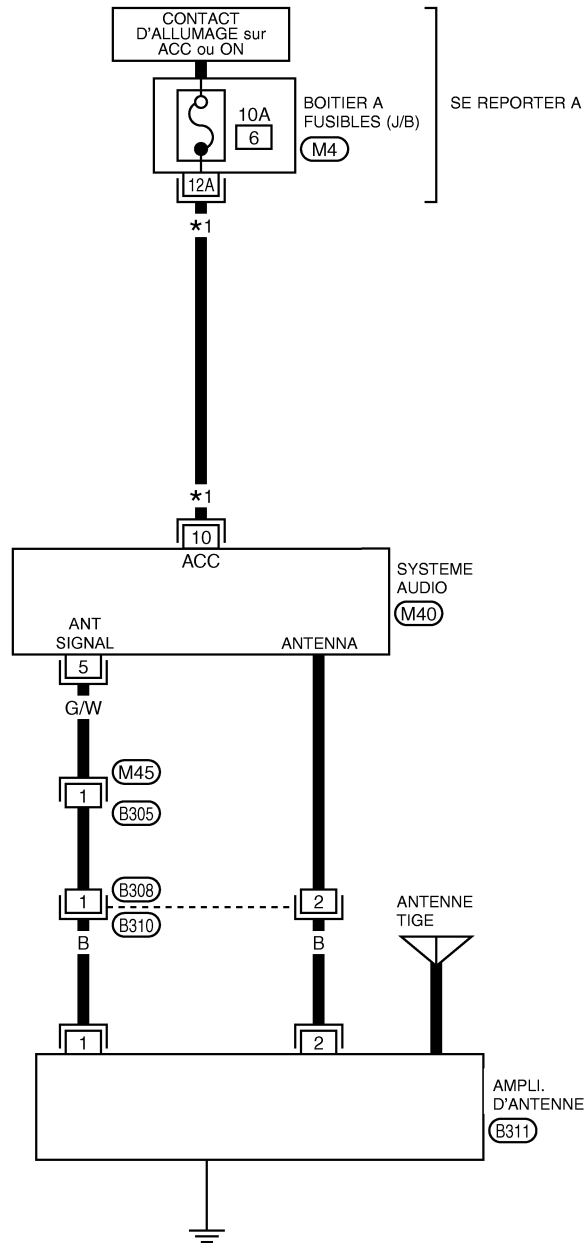 CONTACT
D'ALLUMAGE sur
ACC ou ON
BOITIER A
FUSIBLES (J/B)
M4
SE REPORTER A
10A
6
12A
*1
*1
10
ACC
SYSTEME
AUDIO
M40
ANT
SIGNAL
ANTENNA
5
G/W
M45
1
B305
1
B308
2
B310
B
B
ANTENNE
TIGE
1
2
AMPLI.
D'ANTENNE
B311